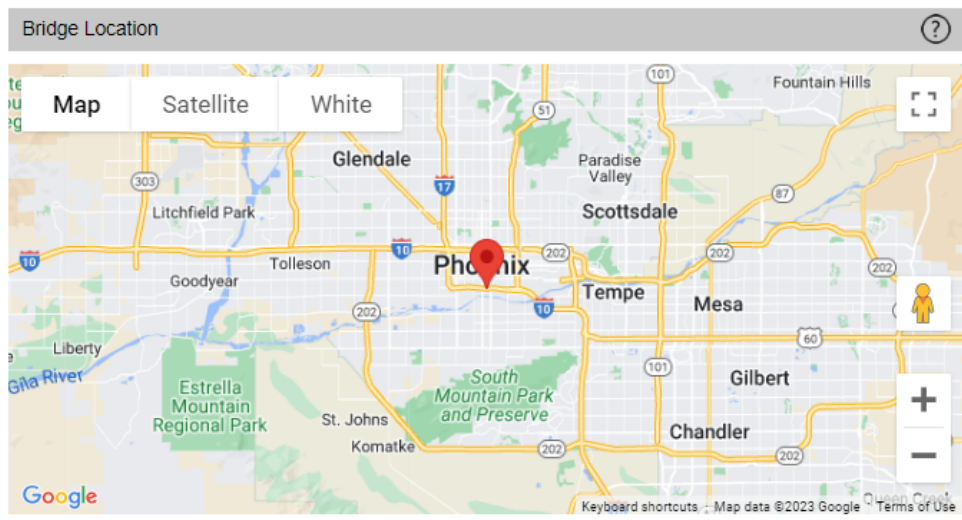 Bridge Location
?
Map
Satellite
White
101
Fountain Hills
51
Glendale
Paradise
Valley
17
303
87
Litchfield Park
Scottsdale
10
10
202
202
Tolleson
Phoenix
202
Goodyear
Tempe
Mesa
10
202
60
Liberty
Gila River
101
Estrella
Mountain
Regional Park
South
Mountain Park
and Preserve
Gilbert
St. Johns
Komatke
Chandler
202
202
Google
Queen Creek
Keyboard shortcuts
Map data ©2023 Google
Terms of Use